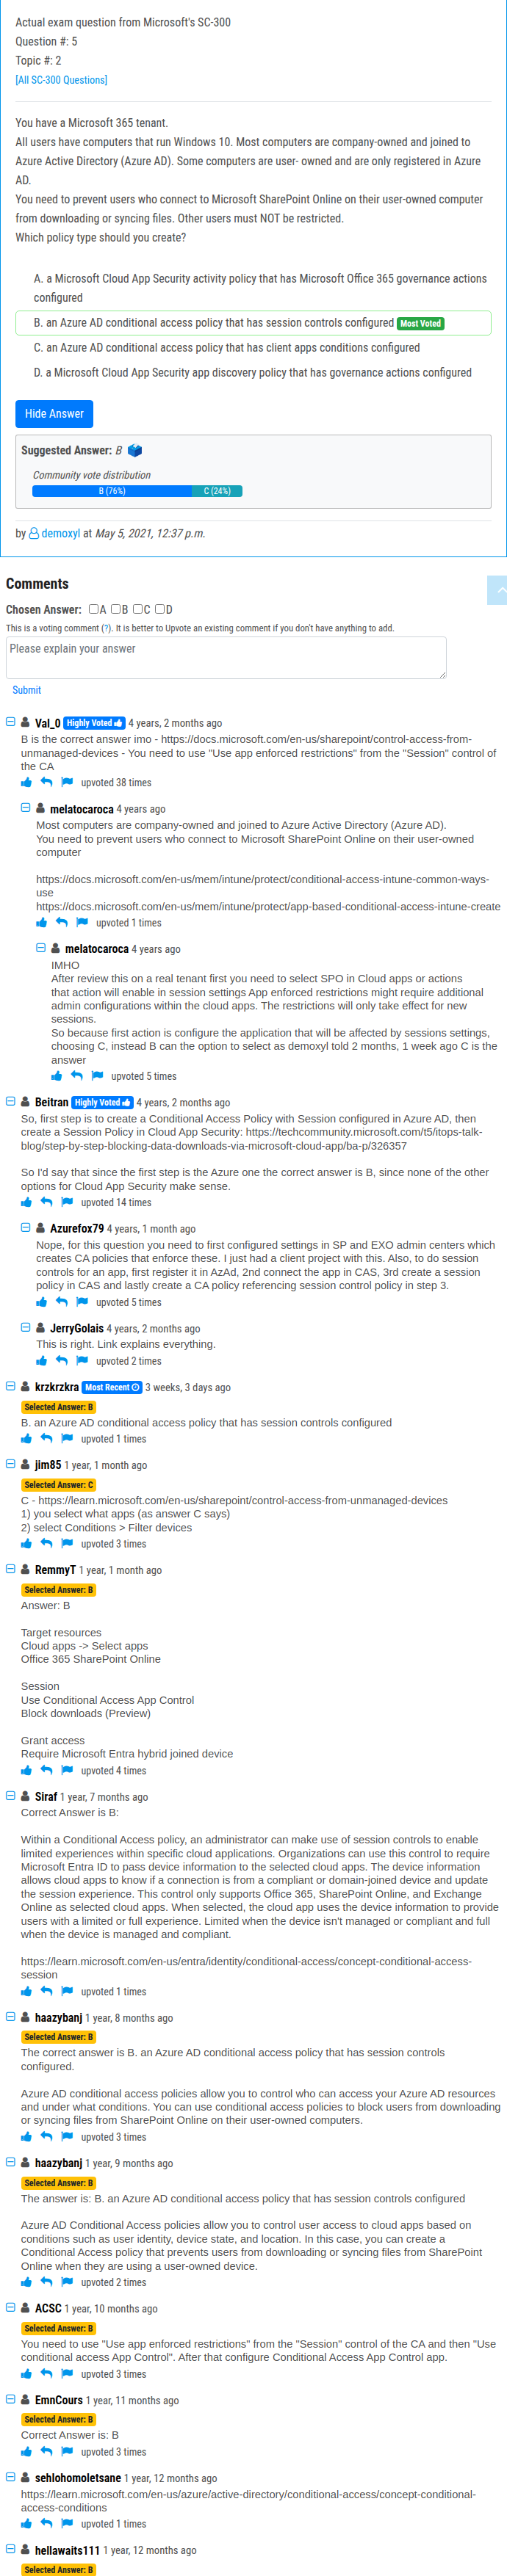 Actual exam question from Microsoft's SC-300
Question #: 5
Topic #: 2
[All SC-300 Questions]
You have a Microsoft 365 tenant.
All users have computers that run Windows 10. Most computers are company-owned and joined to
Azure Active Directory (Azure AD). Some computers are user- owned and are only registered in Azure
AD.
You need to prevent users who connect to Microsoft SharePoint Online on their user-owned computer
from downloading or syncing files. Other users must NOT be restricted.
Which policy type should you create?
A. a Microsoft Cloud App Security activity policy that has Microsoft Office 365 governance actions
configured
B. an Azure AD conditional access policy that has session controls configured Most Voted
C. an Azure AD conditional access policy that has client apps conditions configured
D. a Microsoft Cloud App Security app discovery policy that has governance actions configured
Hide Answer
Suggested Answer: B
Community vote distribution
B (76%) C (24%)
by demoxyl at May 5, 2021, 12:37 p.m.
Comments
Chosen Answer: A B C D
This is a voting comment (?). It is better to Upvote an existing comment if you don't have anything to add.
Please explain your answer
Submit
Val_0 Highly Voted 4 years, 2 months ago
B is the correct answer imo - https://docs.microsoft.com/en-us/sharepoint/control-access-from-
unmanaged-devices - You need to use "Use app enforced restrictions" from the "Session" control of
the CA
upvoted 38 times
melatocaroca 4 years ago
Most computers are company-owned and joined to Azure Active Directory (Azure AD).
You need to prevent users who connect to Microsoft SharePoint Online on their user-owned
computer
https://docs.microsoft.com/en-us/mem/intune/protect/conditional-access-intune-common-ways-
use
https://docs.microsoft.com/en-us/mem/intune/protect/app-based-conditional-access-intune-create
upvoted 1 times
melatocaroca 4 years ago
IMHO
After review this on a real tenant first you need to select SPO in Cloud apps or actions
that action will enable in session settings App enforced restrictions might require additional
admin configurations within the cloud apps. The restrictions will only take effect for new
sessions.
So because first action is configure the application that will be affected by sessions settings,
choosing C, instead B can the option to select as demoxyl told 2 months, 1 week ago C is the
answer
upvoted 5 times
Beitran Highly Voted 4 years, 2 months ago
So, first step is to create a Conditional Access Policy with Session configured in Azure AD, then
create a Session Policy in Cloud App Security: https://techcommunity.microsoft.com/t5/itops-talk-
blog/step-by-step-blocking-data-downloads-via-microsoft-cloud-app/ba-p/326357
So I'd say that since the first step is the Azure one the correct answer is B, since none of the other
options for Cloud App Security make sense.
upvoted 14 times
Azurefox79 4 years, 1 month ago
Nope, for this question you need to first configured settings in SP and EXO admin centers which
creates CA policies that enforce these. I just had a client project with this. Also, to do session
controls for an app, first register it in AzAd, 2nd connect the app in CAS, 3rd create a session
policy in CAS and lastly create a CA policy referencing session control policy in step 3.
upvoted 5 times
JerryGolais 4 years, 2 months ago
This is right. Link explains everything.
upvoted 2 times
krzkrzkra Most Recent 3 weeks, 3 days ago
Selected Answer: B
B. an Azure AD conditional access policy that has session controls configured
upvoted 1 times
jim85 1 year, 1 month ago
Selected Answer: C
C - https://learn.microsoft.com/en-us/sharepoint/control-access-from-unmanaged-devices
1) you select what apps (as answer C says)
2) select Conditions > Filter devices
upvoted 3 times
RemmyT 1 year, 1 month ago
Selected Answer: B
Answer: B
Target resources
Cloud apps -> Select apps
Office 365 SharePoint Online
Session
Use Conditional Access App Control
Block downloads (Preview)
Grant access
Require Microsoft Entra hybrid joined device
upvoted 4 times
Siraf 1 year, 7 months ago
Correct Answer is B:
Within a Conditional Access policy, an administrator can make use of session controls to enable
limited experiences within specific cloud applications. Organizations can use this control to require
Microsoft Entra ID to pass device information to the selected cloud apps. The device information
allows cloud apps to know if a connection is from a compliant or domain-joined device and update
the session experience. This control only supports Office 365, SharePoint Online, and Exchange
Online as selected cloud apps. When selected, the cloud app uses the device information to provide
users with a limited or full experience. Limited when the device isn't managed or compliant and full
when the device is managed and compliant.
https://learn.microsoft.com/en-us/entra/identity/conditional-access/concept-conditional-access-
session
upvoted 1 times
haazybanj 1 year, 8 months ago
Selected Answer: B
The correct answer is B. an Azure AD conditional access policy that has session controls
configured.
Azure AD conditional access policies allow you to control who can access your Azure AD resources
and under what conditions. You can use conditional access policies to block users from downloading
or syncing files from SharePoint Online on their user-owned computers.
upvoted 3 times
haazybanj 1 year, 9 months ago
Selected Answer: B
The answer is: B. an Azure AD conditional access policy that has session controls configured
Azure AD Conditional Access policies allow you to control user access to cloud apps based on
conditions such as user identity, device state, and location. In this case, you can create a
Conditional Access policy that prevents users from downloading or syncing files from SharePoint
Online when they are using a user-owned device.
upvoted 2 times
ACSC 1 year, 10 months ago
Selected Answer: B
You need to use "Use app enforced restrictions" from the "Session" control of the CA and then "Use
conditional access App Control". After that configure Conditional Access App Control app.
upvoted 3 times
EmnCours 1 year, 11 months ago
Selected Answer: B
Correct Answer is: B
upvoted 3 times
sehlohomoletsane 1 year, 12 months ago
https://learn.microsoft.com/en-us/azure/active-directory/conditional-access/concept-conditional-
access-conditions
upvoted 1 times
hellawaits111 1 year, 12 months ago
Selected Answer: B